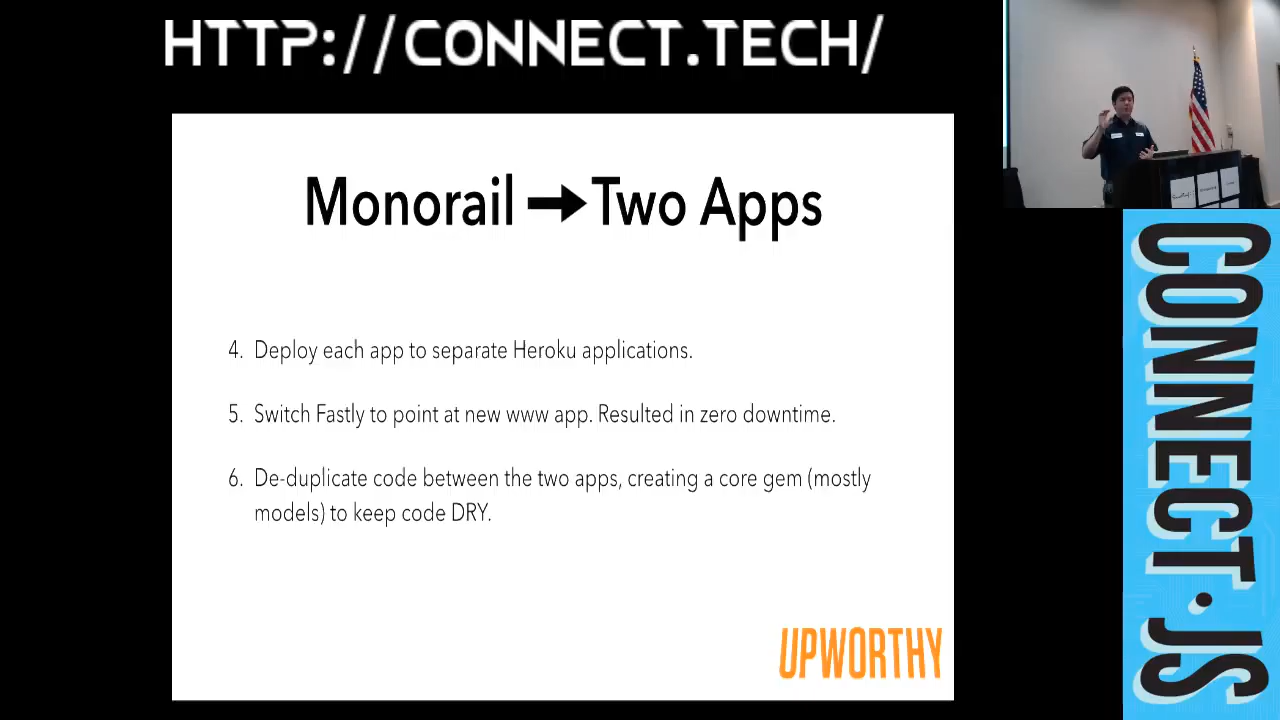 HTTP://CONNECT.TECH/
Monorail → Two Apps
4. Deploy each app to separate Heroku applications.
5. Switch Fastly to point at new www app. Resulted in zero downtime.
6. De-duplicate code between the two apps, creating a core gem (mostly
models) to keep code DRY.
UPWORTHY
CONNECT.JS